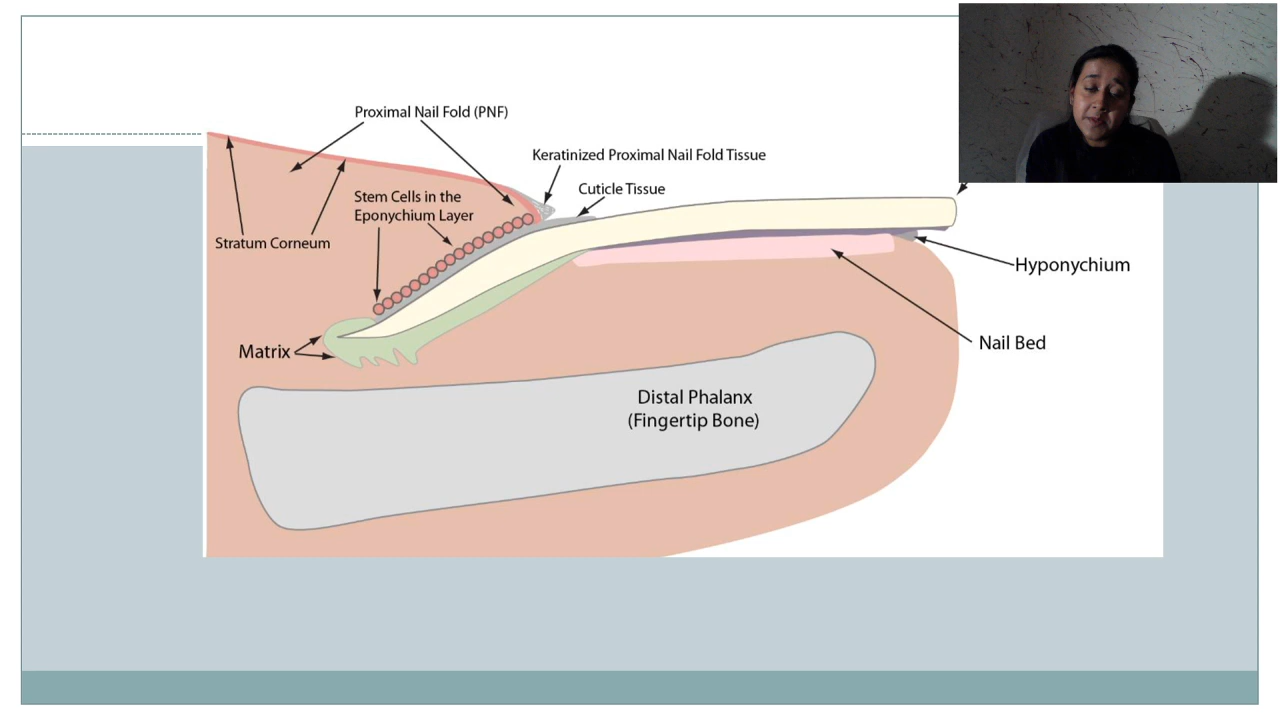 Proximal Nail Fold (PNF)
Keratinized Proximal Nail Fold Tissue
Cuticle Tissue
Stem Cells in the
Eponychium Layer
Stratum Corneum
Hyponychium
Nail Bed
Matrix
Distal Phalanx
(Fingertip Bone)